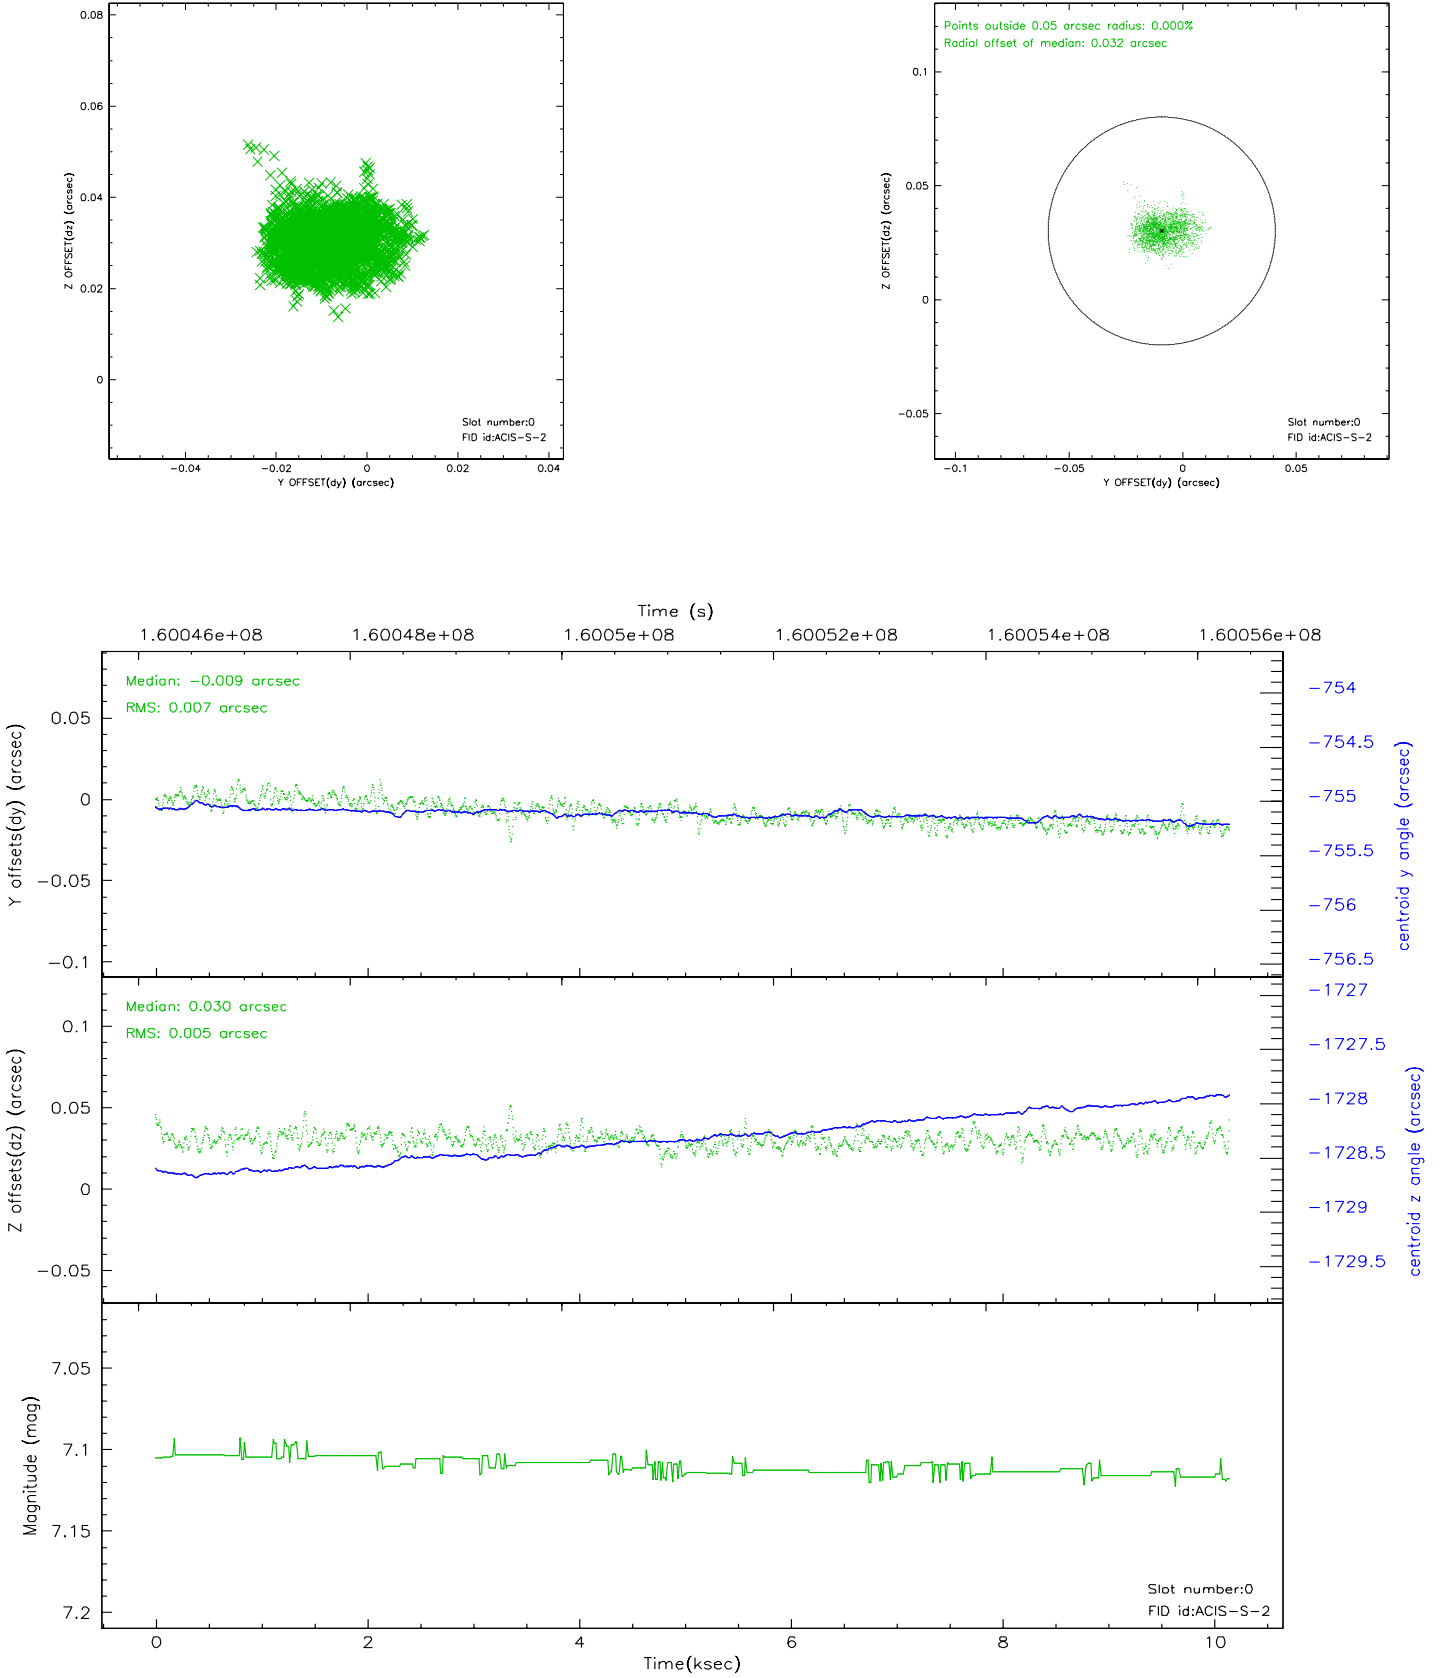 0.08
0.06
0.04
0.02
0
Z OFFSET(dz) (arcsec)
Slot number:0
FID id:ACIS-S-2
-0.04 -0.02 0 0.02 0.04
Y OFFSET(dy) (arcsec)
Points outside 0.05 arcsec radius: 0.000%
Radial offset of median: 0.032 arcsec
0.1
0.05
0
-0.05
Z OFFSET(dz) (arcsec)
Slot number:0
FID id:ACIS-S-2
-0.1 -0.05 0 0.05
Y OFFSET(dy) (arcsec)
Time (s)
1.60046e+08 1.60048e+08 1.6005e+08 1.60052e+08 1.60054e+08 1.60056e+08
Median: -0.009 arcsec
RMS: 0.007 arcsec
0.05
0
-0.05
-0.1
Y offsets(dy) (arcsec)
-754
-754.5
-755
-755.5
-756
-756.5
centroid y angle (arcsec)
Median: 0.030 arcsec
RMS: 0.005 arcsec
0.1
0.05
0
-0.05
Z offsets(dz) (arcsec)
-1727
-1727.5
-1728
-1728.5
-1729
-1729.5
centroid z angle (arcsec)
7.05
7.1
7.15
7.2
Magnitude (mag)
Slot number:0
FID id:ACIS-S-2
0 2 4 6 8 10
Time(ksec)